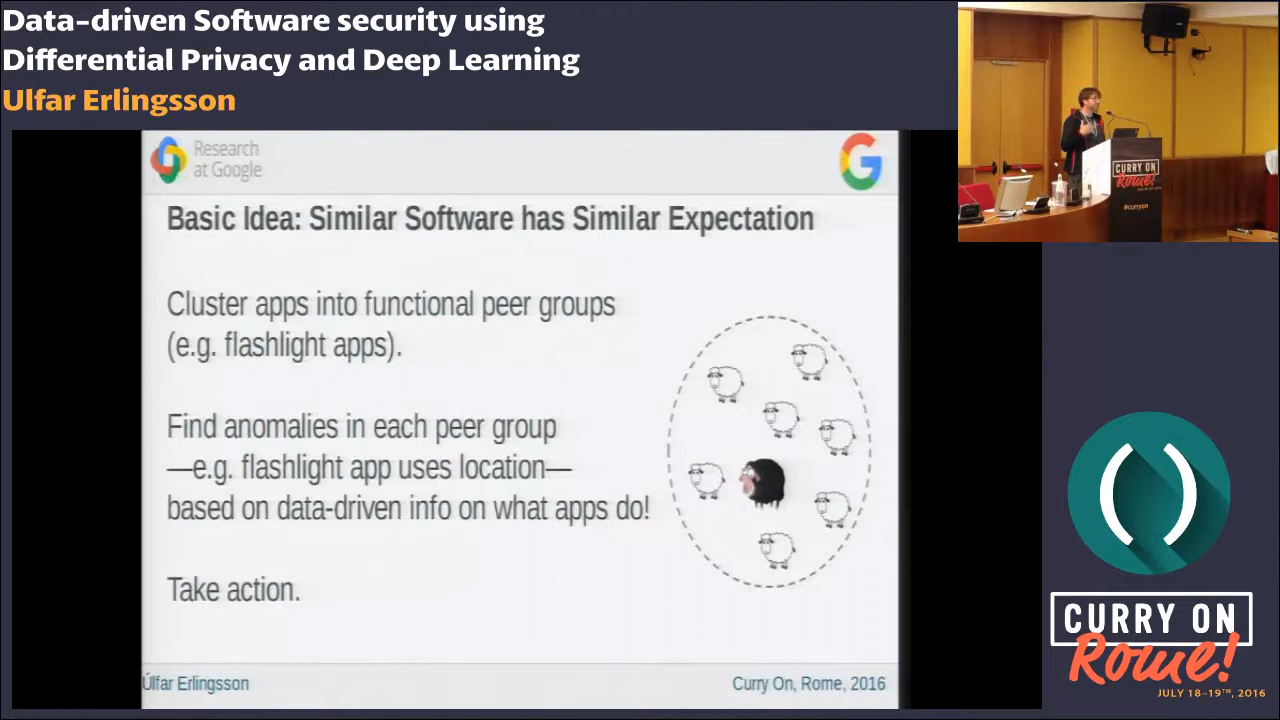 Data-driven Software security using
Differential Privacy and Deep Learning
Ulfar Erlingsson
Research
at Google
G
Basic Idea: Similar Software has Similar Expectation
Cluster apps into functional peer groups
(e.g. flashlight apps).
Find anomalies in each peer group
—e.g. flashlight app uses location—
based on data-driven info on what apps do!
Take action.
Úlfar Erlingsson
Curry On, Rome, 2016
CURRY ON
Rome!
#curryon
( )
CURRY ON
Rome!
JULY 18-19TH, 2016